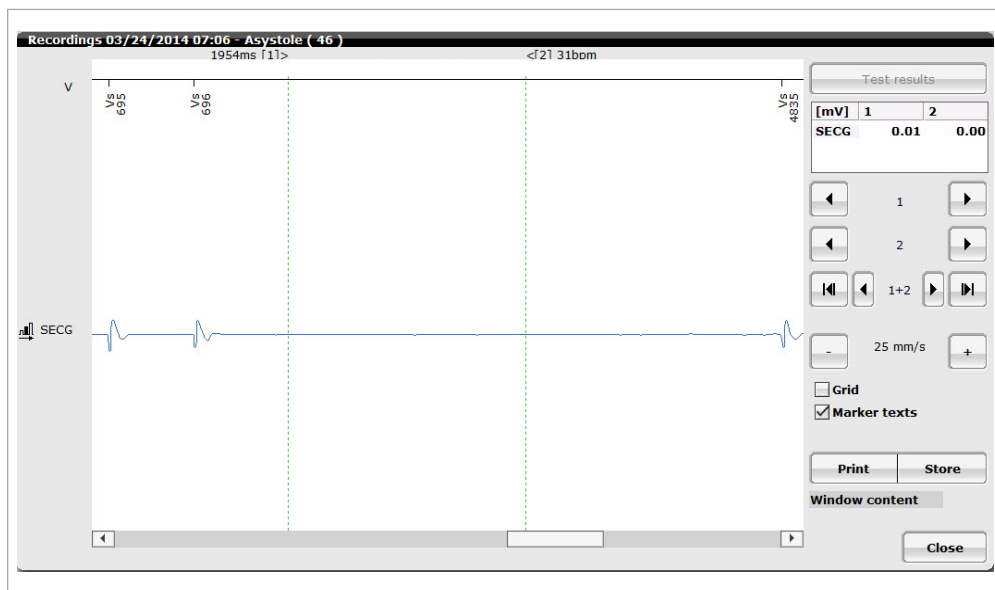 Recordings 03/24/2014 07:06 - Asystole ( 46 )
1954ms [1]> <[2] 31bpm
V
Vs 695
Vs 696
Vs 4835
SECG
Test results
[mV] 1 2
SECG 0.01 0.00
1
2
1+2
- 25 mm/s +
Grid
Marker texts
Print Store
Window content
Close